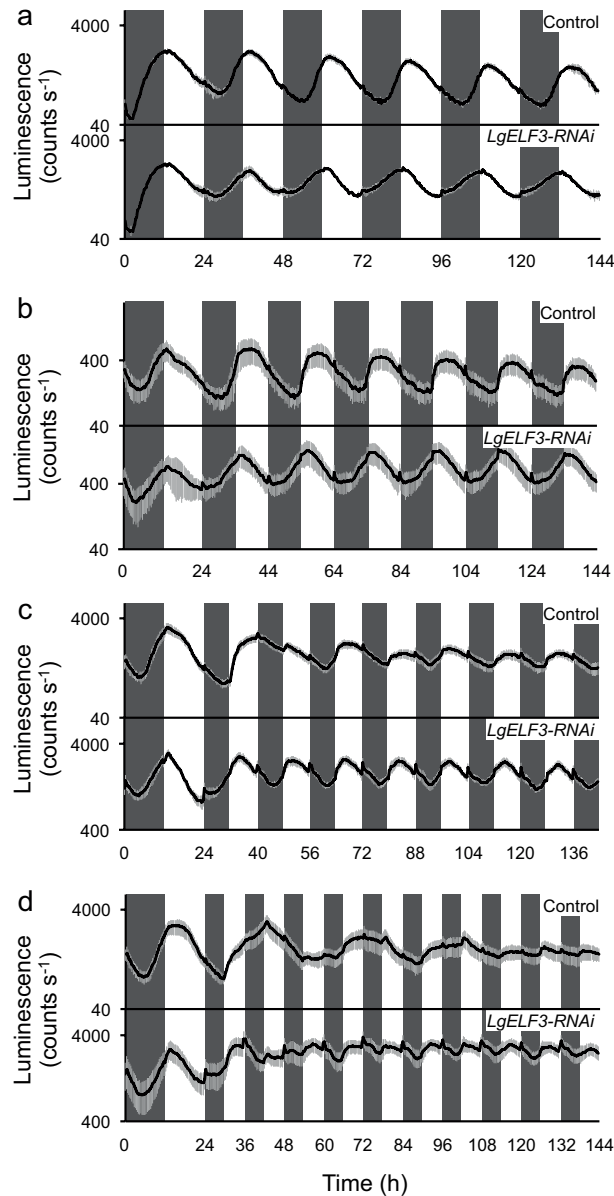 a
Control
4000
40
LgELF3-RNAi
4000
40
Luminescence
(counts s⁻¹)
0 24 48 72 96 120 144
b
Control
400
40
LgELF3-RNAi
400
40
Luminescence
(counts s⁻¹)
0 24 44 64 84 104 124 144
c
Control
4000
40
LgELF3-RNAi
4000
400
Luminescence
(counts s⁻¹)
0 24 40 56 72 88 104 120 136
d
Control
4000
40
LgELF3-RNAi
4000
400
Luminescence
(counts s⁻¹)
0 24 36 48 60 72 84 96 108 120 132 144
Time (h)